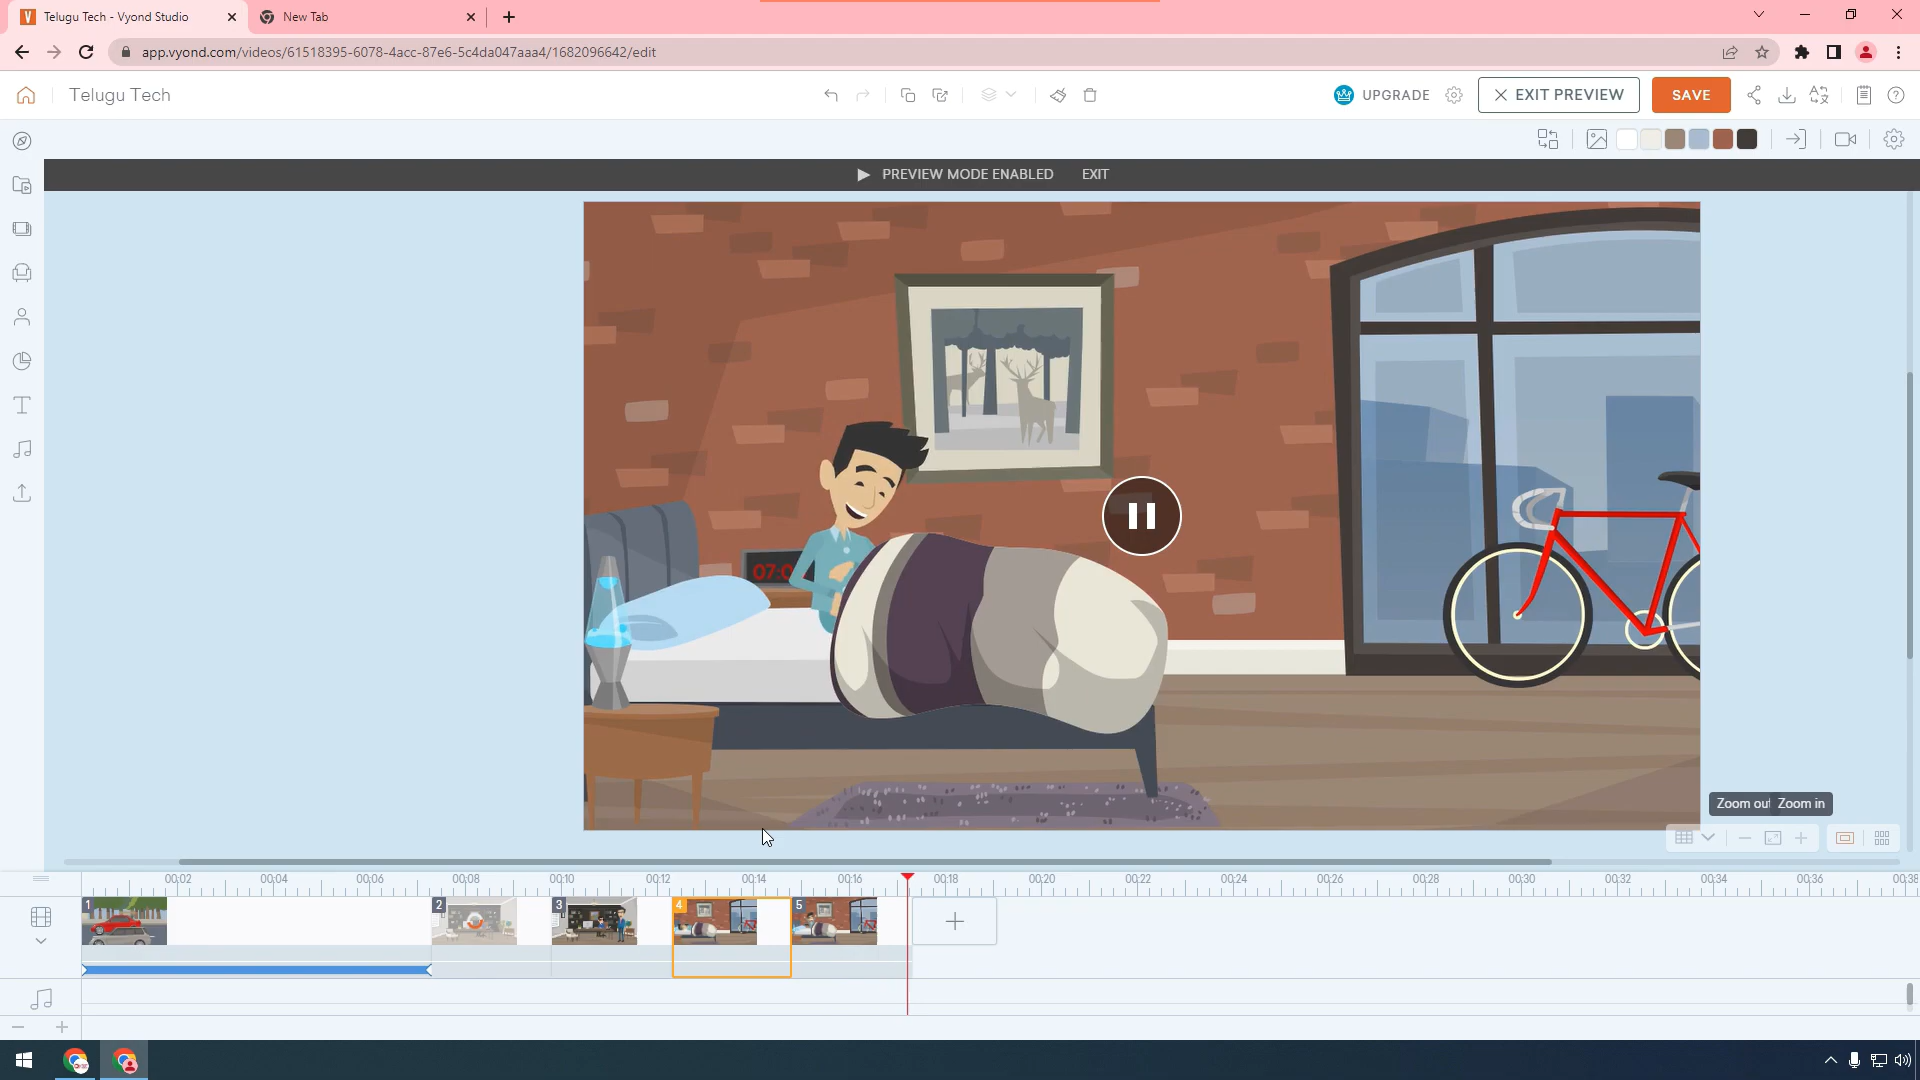 Telugu Tech - Vyond Studio
New Tab
app.vyond.com/videos/61518395-6078-4acc-87e6-5c4da047aaa4/1682096642/edit
Telugu Tech
UPGRADE
EXIT PREVIEW
SAVE
PREVIEW MODE ENABLED EXIT
07:0
Zoom out Zoom in
00:02 00:04 00:06 00:08 00:10 00:12 00:14 00:16 00:18 00:20 00:22 00:24 00:26 00:28 00:30 00:32 00:34 00:36 00:38
1 2 3 4 5